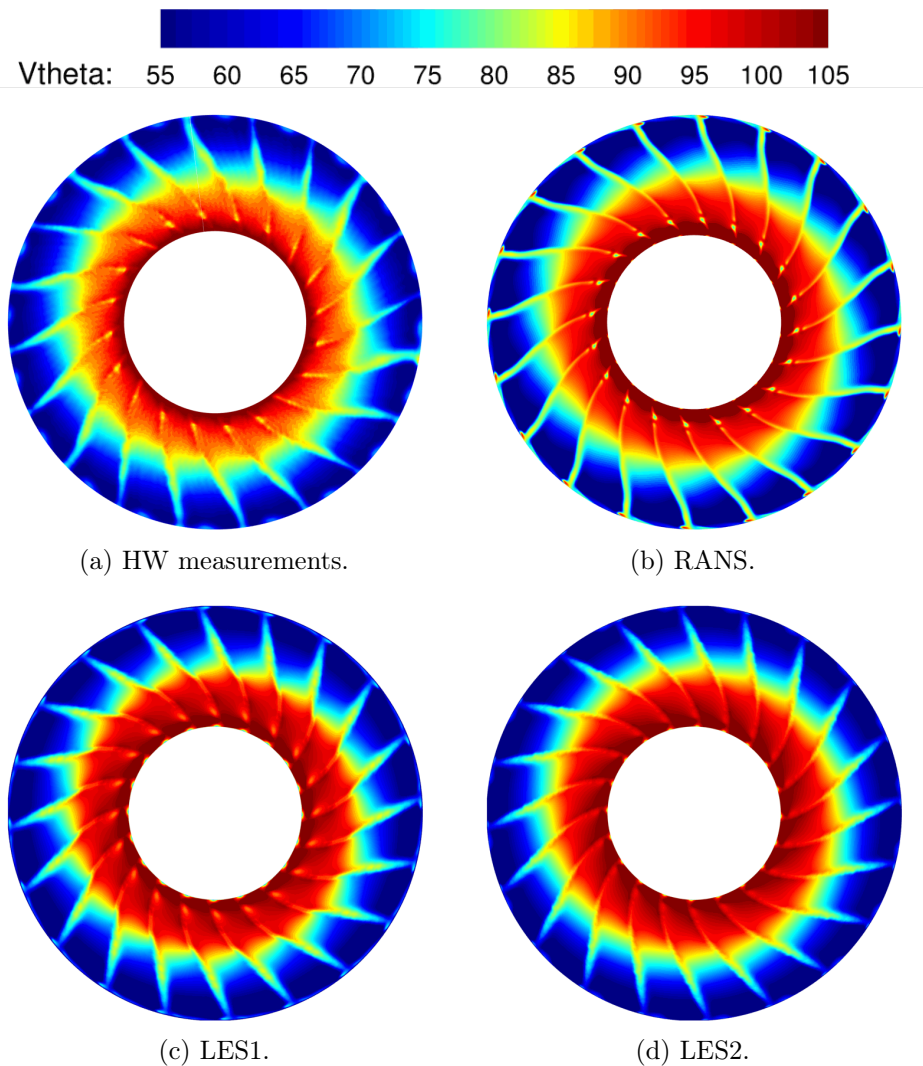 Vtheta: 55 60 65 70 75 80 85 90 95 100 105
(a) HW measurements.
(b) RANS.
(c) LES1.
(d) LES2.